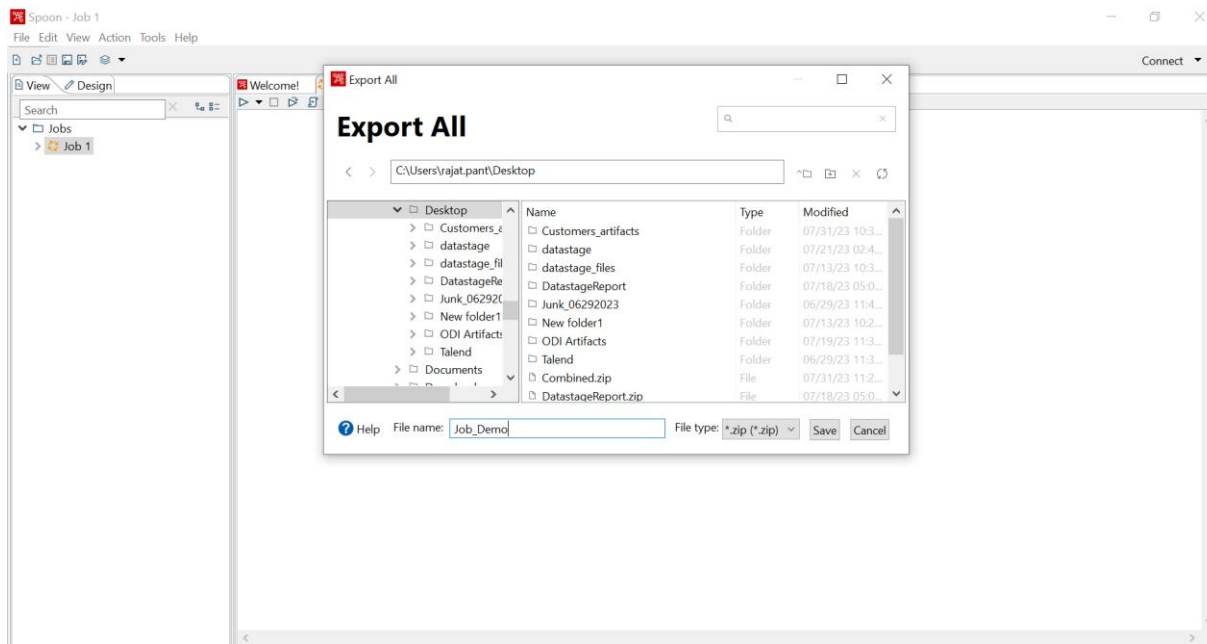 Spoon - Job 1
File Edit View Action Tools Help
Connect
View Design
Welcome!
Search
Jobs
Job 1
Export All
Export All
C:\Users\rajat.pant\Desktop
Desktop
Customers_a
datastage
datastage_fil
DatastageRe
Junk_062920
New folder1
ODI Artifacts
Talend
Documents
Name Type Modified
Customers_artifacts Folder 07/31/23 10:3...
datastage Folder 07/21/23 02:4...
datastage_files Folder 07/13/23 10:3...
DatastageReport Folder 07/18/23 05:0...
Junk_06292023 Folder 06/29/23 11:4...
New folder1 Folder 07/13/23 10:2...
ODI Artifacts Folder 07/19/23 11:3...
Talend Folder 06/29/23 11:3...
Combined.zip File 07/31/23 11:2...
DatastageReport.zip File 07/18/23 05:0...
Help File name: Job_Demo File type: *.zip (*.zip) Save Cancel